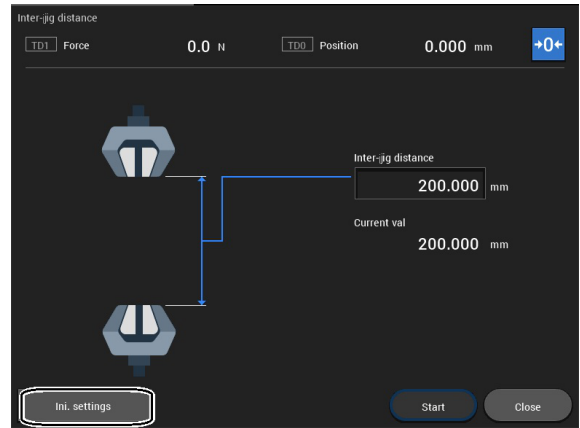 Inter-jig distance
TD1 Force 0.0 N TD0 Position 0.000 mm →0←
Inter-jig distance
200.000 mm
Current val
200.000 mm
Ini. settings Start Close